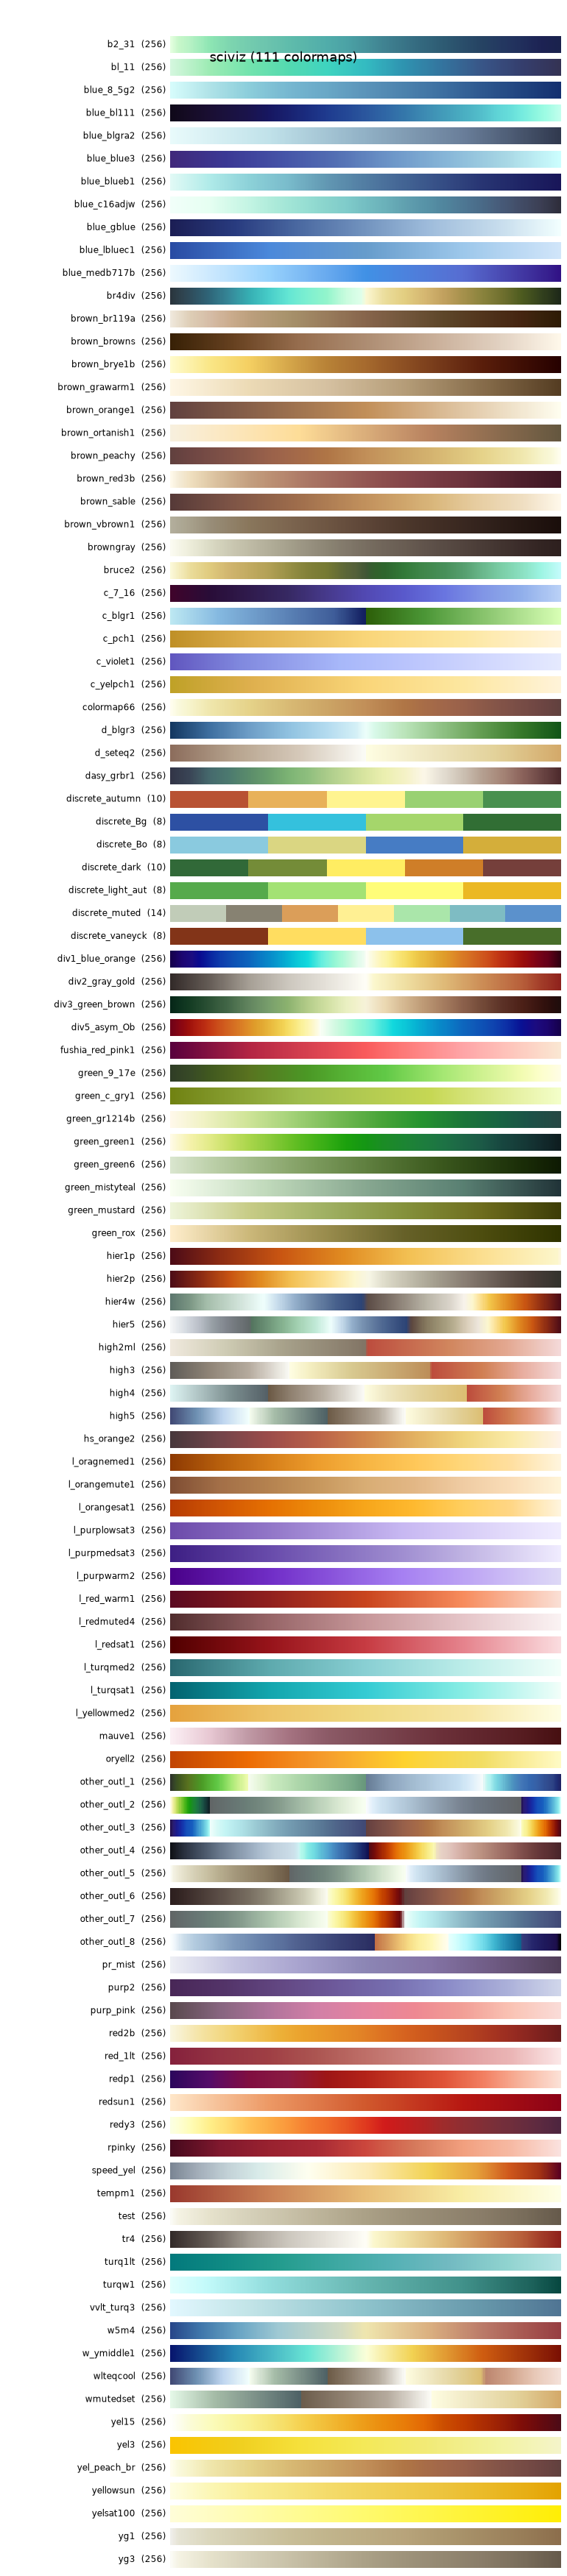 b2_31 (256)
sciviz (111 colormaps)
bl_11 (256)
blue_8_5g2 (256)
blue_bl111 (256)
blue_blgra2 (256)
blue_blue3 (256)
blue_blueb1 (256)
blue_c16adjw (256)
blue_gblue (256)
blue_lbluec1 (256)
blue_medb717b (256)
br4div (256)
brown_br119a (256)
brown_browns (256)
brown_brye1b (256)
brown_grawarm1 (256)
brown_orange1 (256)
brown_ortanish1 (256)
brown_peachy (256)
brown_red3b (256)
brown_sable (256)
brown_vbrown1 (256)
browngray (256)
bruce2 (256)
c_7_16 (256)
c_blgr1 (256)
c_pch1 (256)
c_violet1 (256)
c_yelpch1 (256)
colormap66 (256)
d_blgr3 (256)
d_seteq2 (256)
dasy_grbr1 (256)
discrete_autumn (10)
discrete_Bg (8)
discrete_Bo (8)
discrete_dark (10)
discrete_light_aut (8)
discrete_muted (14)
discrete_vaneyck (8)
div1_blue_orange (256)
div2_gray_gold (256)
div3_green_brown (256)
div5_asym_Ob (256)
fushia_red_pink1 (256)
green_9_17e (256)
green_c_gry1 (256)
green_gr1214b (256)
green_green1 (256)
green_green6 (256)
green_mistyteal (256)
green_mustard (256)
green_rox (256)
hier1p (256)
hier2p (256)
hier4w (256)
hier5 (256)
high2ml (256)
high3 (256)
high4 (256)
high5 (256)
hs_orange2 (256)
l_oragnemed1 (256)
l_orangemute1 (256)
l_orangesat1 (256)
l_purplowsat3 (256)
l_purpmedsat3 (256)
l_purpwarm2 (256)
l_red_warm1 (256)
l_redmuted4 (256)
l_redsat1 (256)
l_turqmed2 (256)
l_turqsat1 (256)
l_yellowmed2 (256)
mauve1 (256)
oryell2 (256)
other_outl_1 (256)
other_outl_2 (256)
other_outl_3 (256)
other_outl_4 (256)
other_outl_5 (256)
other_outl_6 (256)
other_outl_7 (256)
other_outl_8 (256)
pr_mist (256)
purp2 (256)
purp_pink (256)
red2b (256)
red_1lt (256)
redp1 (256)
redsun1 (256)
redy3 (256)
rpinky (256)
speed_yel (256)
tempm1 (256)
test (256)
tr4 (256)
turq1lt (256)
turqw1 (256)
vvlt_turq3 (256)
w5m4 (256)
w_ymiddle1 (256)
wlteqcool (256)
wmutedset (256)
yel15 (256)
yel3 (256)
yel_peach_br (256)
yellowsun (256)
yelsat100 (256)
yg1 (256)
yg3 (256)